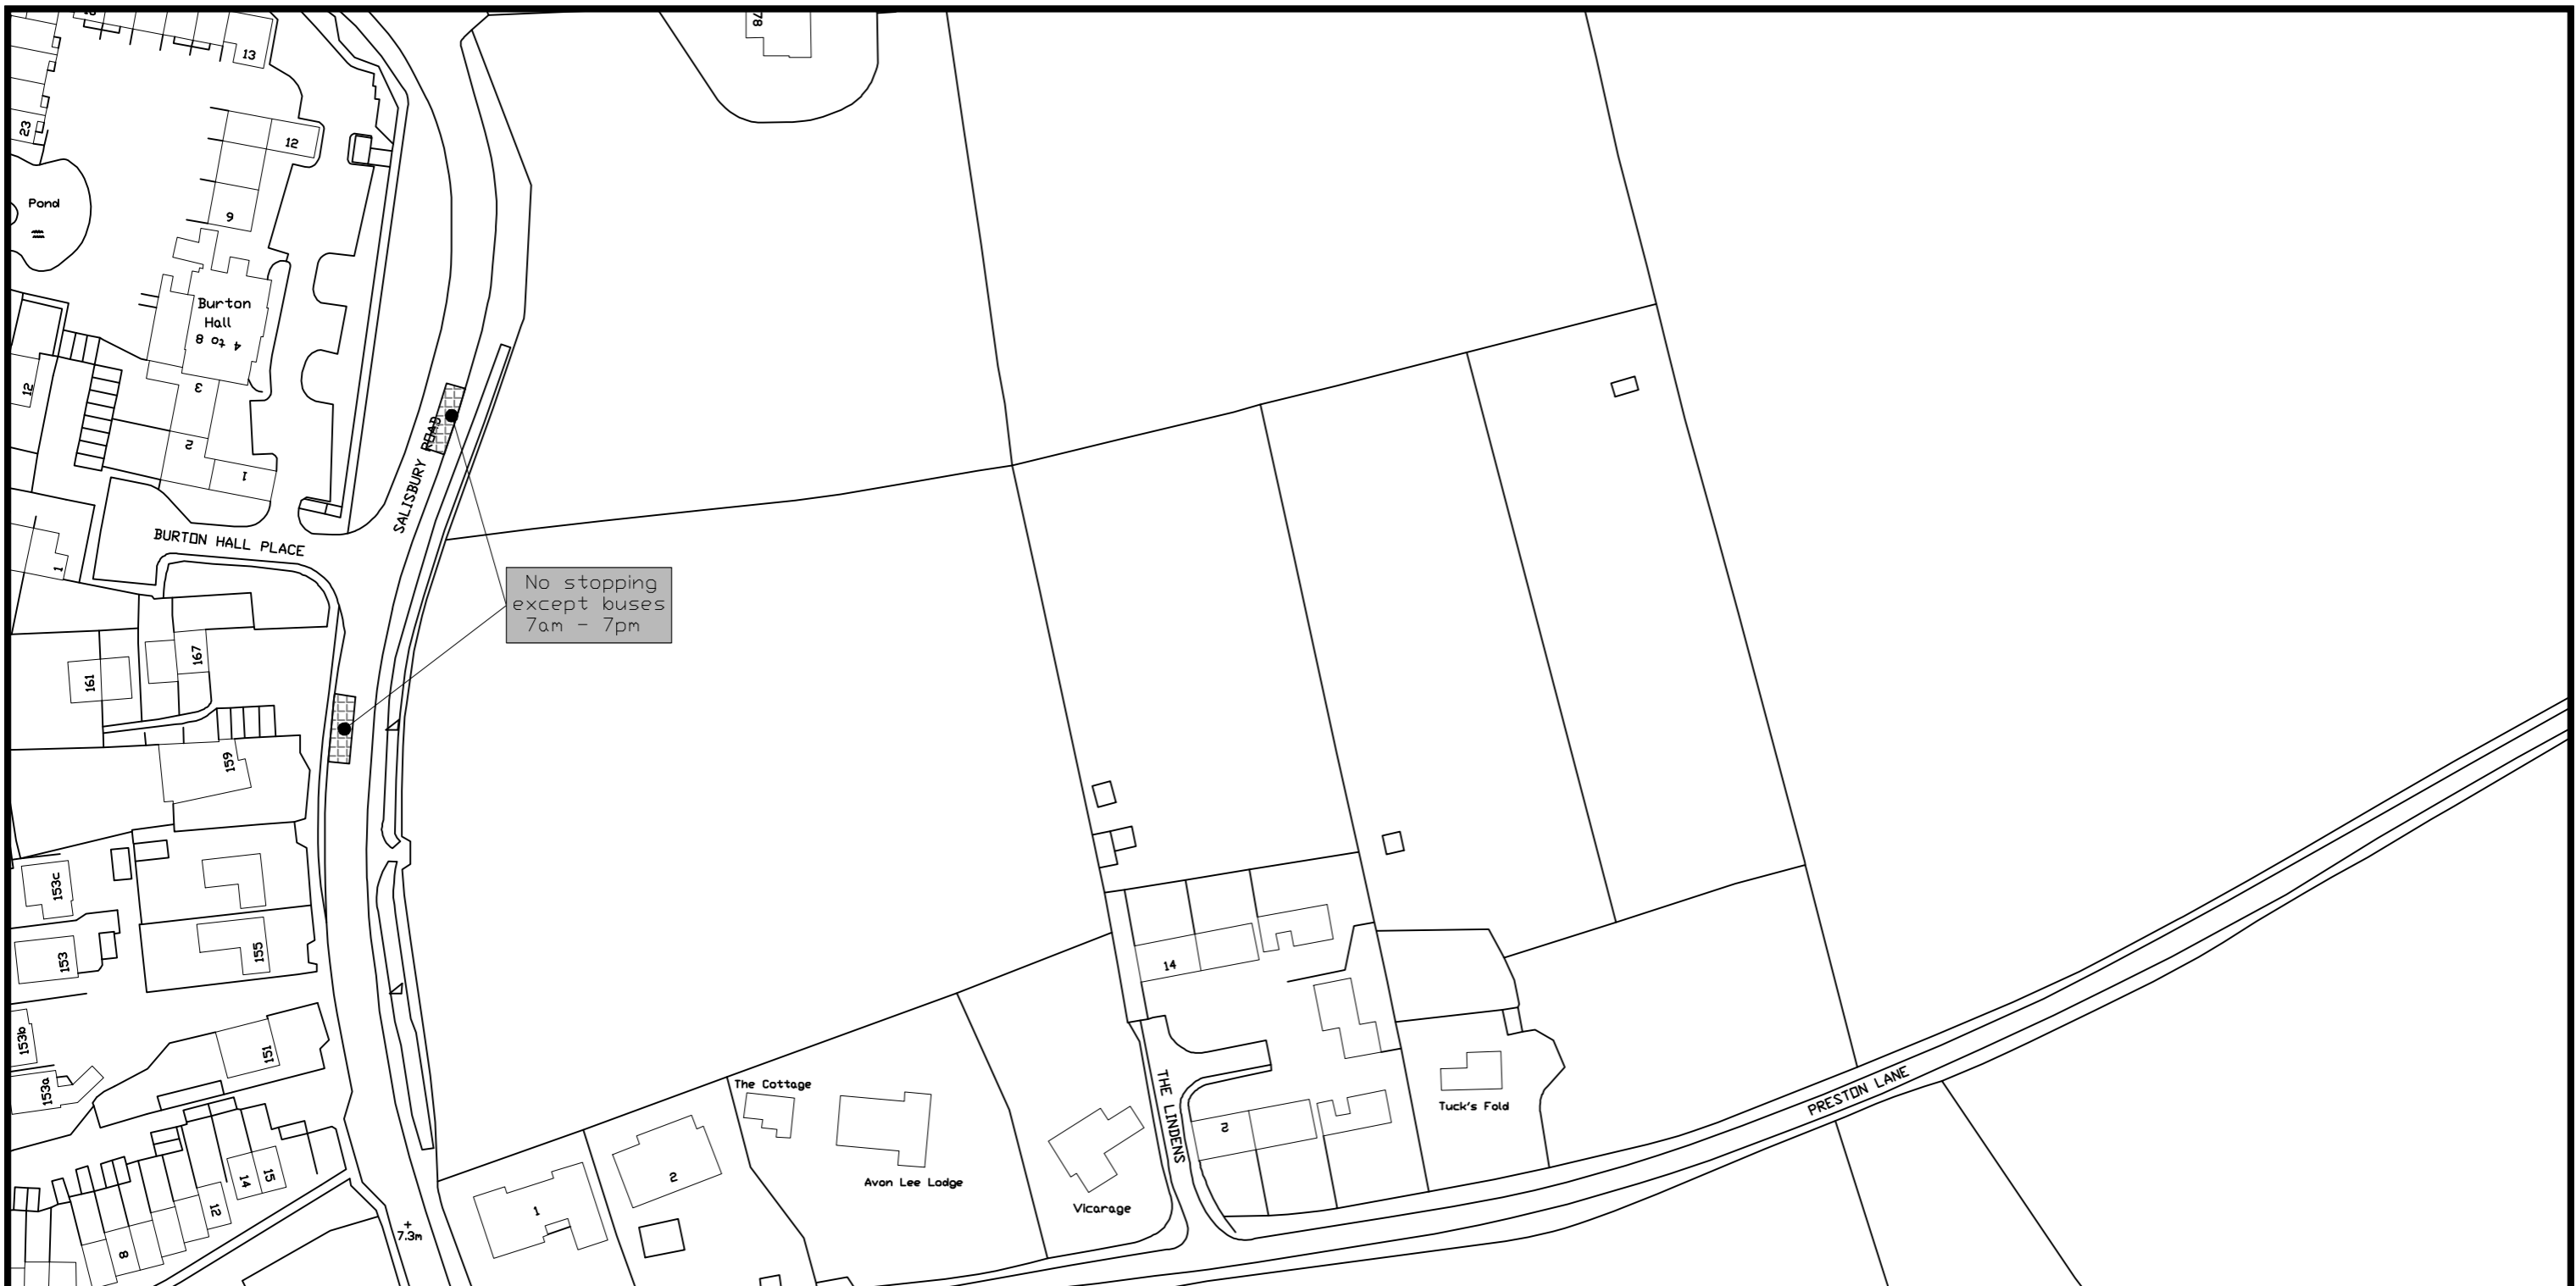 78
13
12
23
Pond
9
Burton
Hall
4 to 8
3
12
2
1
SALISBURY ROAD
BURTON HALL PLACE
1
No stopping
except buses
7am - 7pm
167
161
159
153c
155
153
14
153b
151
153a
The Cottage
THE LINDENS
PRESTON LANE
Tuck's Fold
2
2
Avon Lee Lodge
Vicarage
14
15
12
1
7.3m
8